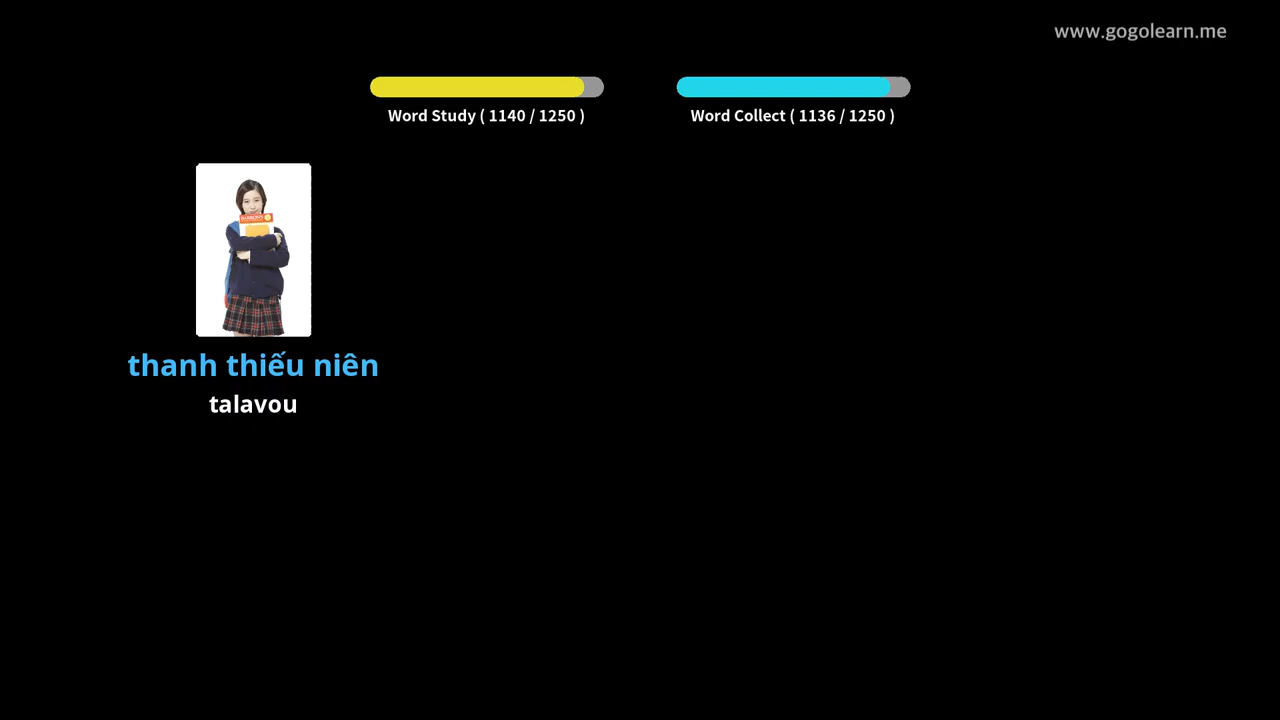 www.gogolearn.me
Word Study ( 1140 / 1250 )
Word Collect ( 1136 / 1250 )
thanh thiếu niên
talavou